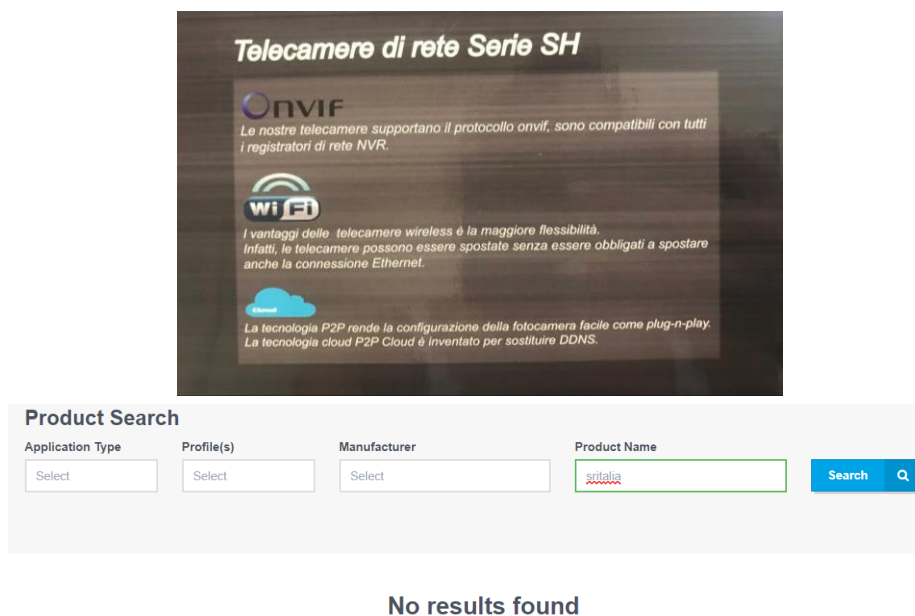 Telecamere di rete Serie SH
ONVIF
Le nostre telecamere supportano il protocollo onvif, sono compatibili con tutti
i registratori di rete NVR.
Wi Fi
I vantaggi delle telecamere wireless è la maggiore flessibilità.
Infatti, le telecamere possono essere spostate senza essere obbligati a spostare
anche la connessione Ethernet.
Cloud
La tecnologia P2P rende la configurazione della fotocamera facile come plug-n-play.
La tecnologia cloud P2P Cloud è inventato per sostituire DDNS.
Product Search
Application Type Profile(s) Manufacturer Product Name
Select Select Select sritalia Search
No results found